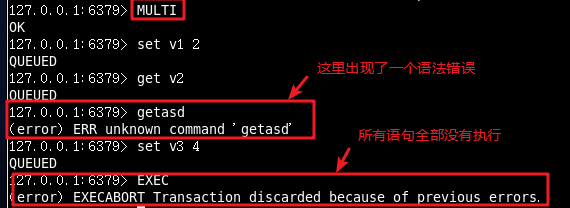 127.0.0.1:6379> MULTI
OK
127.0.0.1:6379> set v1 2
QUEUED
127.0.0.1:6379> get v2
QUEUED
这里出现了一个语法错误
127.0.0.1:6379> getasd
(error) ERR unknown command 'getasd'
127.0.0.1:6379> set v3 4
QUEUED
所有语句全部没有执行
127.0.0.1:6379> EXEC
(error) EXECABORT Transaction discarded because of previous errors.